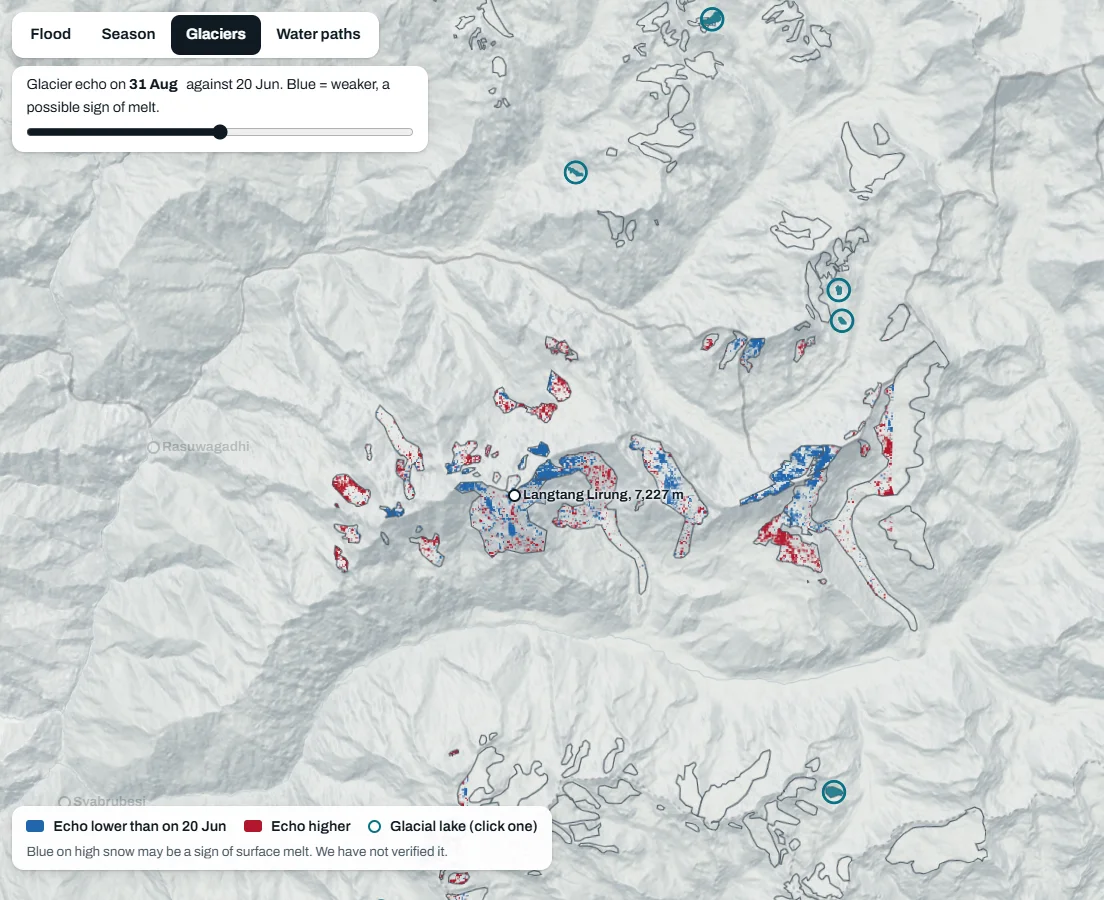 Flood Season Glaciers Water paths
Glacier echo on 31 Aug against 20 Jun. Blue = weaker, a
possible sign of melt.
Rasuwagadhi
Langtang Lirung, 7,227 m
Syabrubesi
Echo lower than on 20 Jun Echo higher Glacial lake (click one)
Blue on high snow may be a sign of surface melt. We have not verified it.